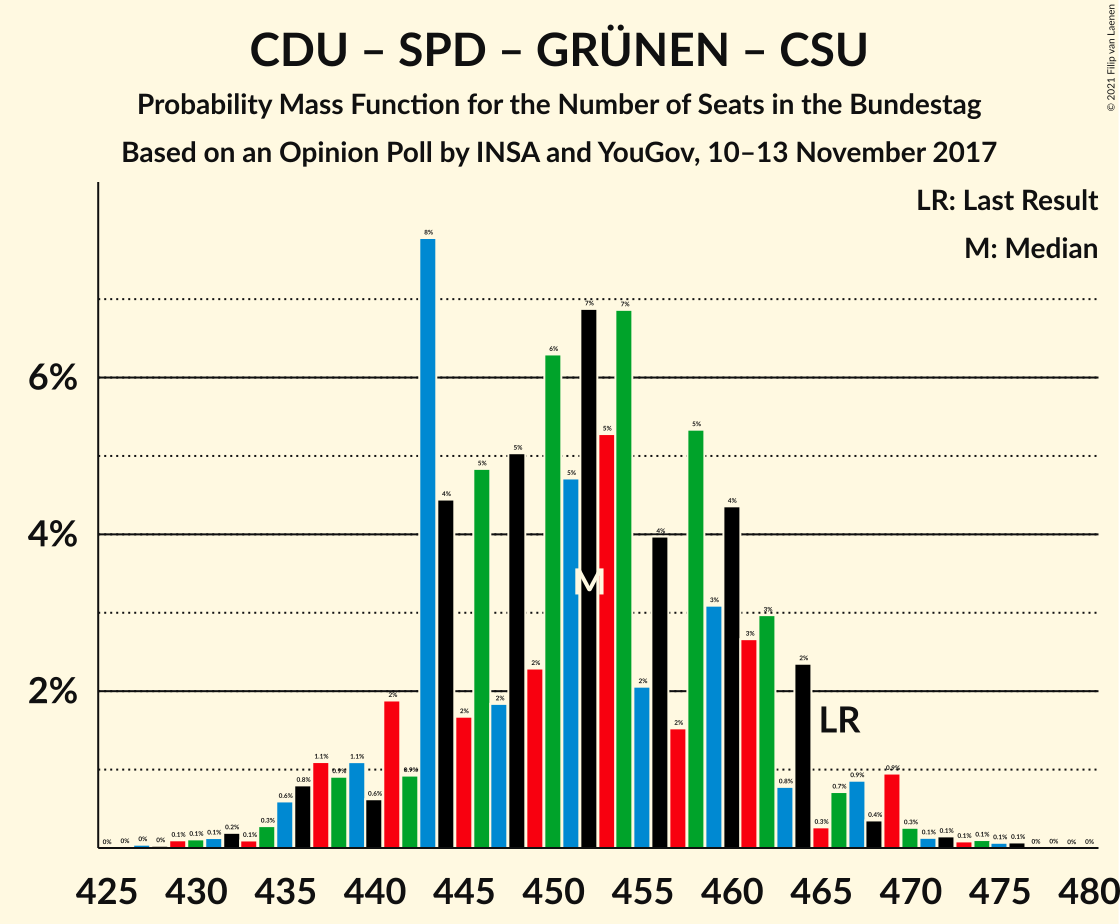 CDU – SPD – GRÜNEN – CSU
Probability Mass Function for the Number of Seats in the Bundestag
Based on an Opinion Poll by INSA and YouGov, 10–13 November 2017
© 2021 Filip van Laenen
LR: Last Result
M: Median
6%
4%
2%
0% 0% 0% 0% 0.1% 0.1% 0.1% 0.2% 0.1% 0.3% 0.6% 0.8% 1.1% 0.9% 1.1% 0.6% 2% 0.9% 8% 4% 2% 5% 2% 5% 2% 6% 5% 7% 5% 7% 2% 4% 2% 5% 3% 4% 3% 3% 0.8% 2% 0.3% 0.7% 0.9% 0.4% 0.9% 0.3% 0.1% 0.1% 0.1% 0.1% 0.1% 0.1% 0% 0% 0% 0%
M
LR
425 430 435 440 445 450 455 460 465 470 475 480